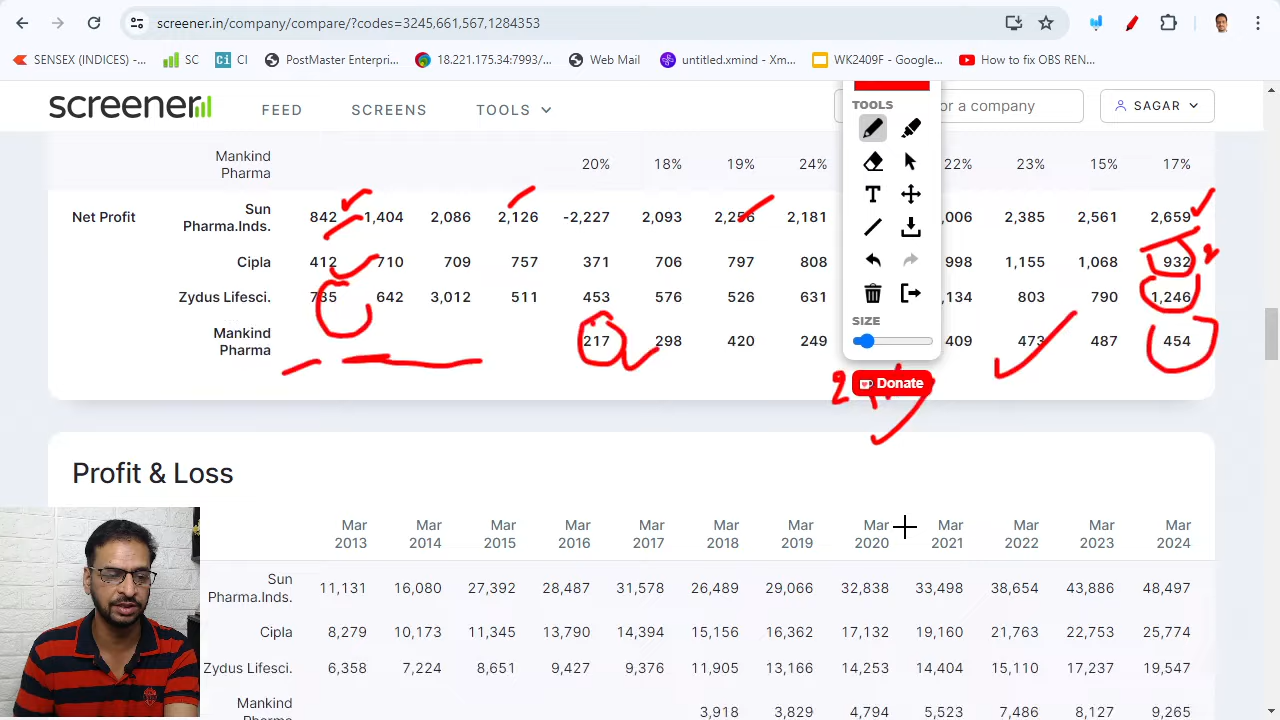 screener.in/company/compare/?codes=3245,661,567,1284353
SENSEX (INDICE) -... SC CI PostMaster Enterpri... 18.221.175.34:7993/... Web Mail untitled.xmind - Xm... WK2409F - Google... How to fix OBS REN...
screener FEED SCREENS TOOLS or a company SAGAR
TOOLS
T
SIZE
Donate
Mankind
Pharma 20% 18% 19% 24% 22% 23% 15% 17%
Net Profit Sun
Pharma.Inds. 842 1,404 2,086 2,126 -2,227 2,093 2,256 2,181 ,006 2,385 2,561 2,659
Cipla 412 710 709 757 371 706 797 808 998 1,155 1,068 932 2
Zydus Lifesci. 735 642 3,012 511 453 576 526 631 ,134 803 790 1,246
Mankind
Pharma 217 298 420 249 409 473 487 454
2
Profit & Loss
Mar Mar Mar Mar Mar Mar Mar Mar Mar Mar Mar Mar
2013 2014 2015 2016 2017 2018 2019 2020 2021 2022 2023 2024
Sun
Pharma.Inds. 11,131 16,080 27,392 28,487 31,578 26,489 29,066 32,838 33,498 38,654 43,886 48,497
Cipla 8,279 10,173 11,345 13,790 14,394 15,156 16,362 17,132 19,160 21,763 22,753 25,774
Zydus Lifesci. 6,358 7,224 8,651 9,427 9,376 11,905 13,166 14,253 14,404 15,110 17,237 19,547
Mankind
3,918 3,829 4,794 5,523 7,486 8,127 9,265